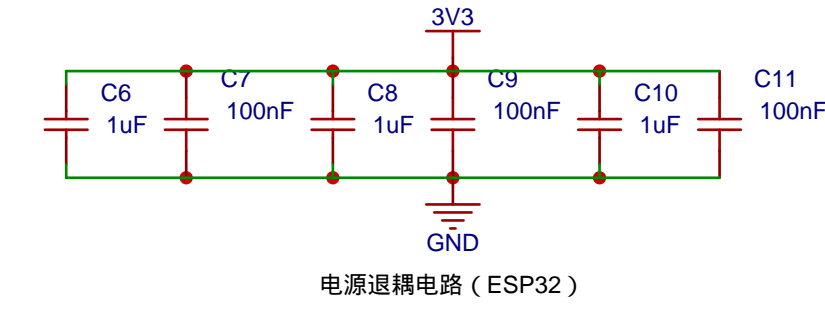 3V3
C6
1uF
C7
100nF
C8
1uF
C9
100nF
C10
1uF
C11
100nF
GND
电源退耦电路（ESP32）